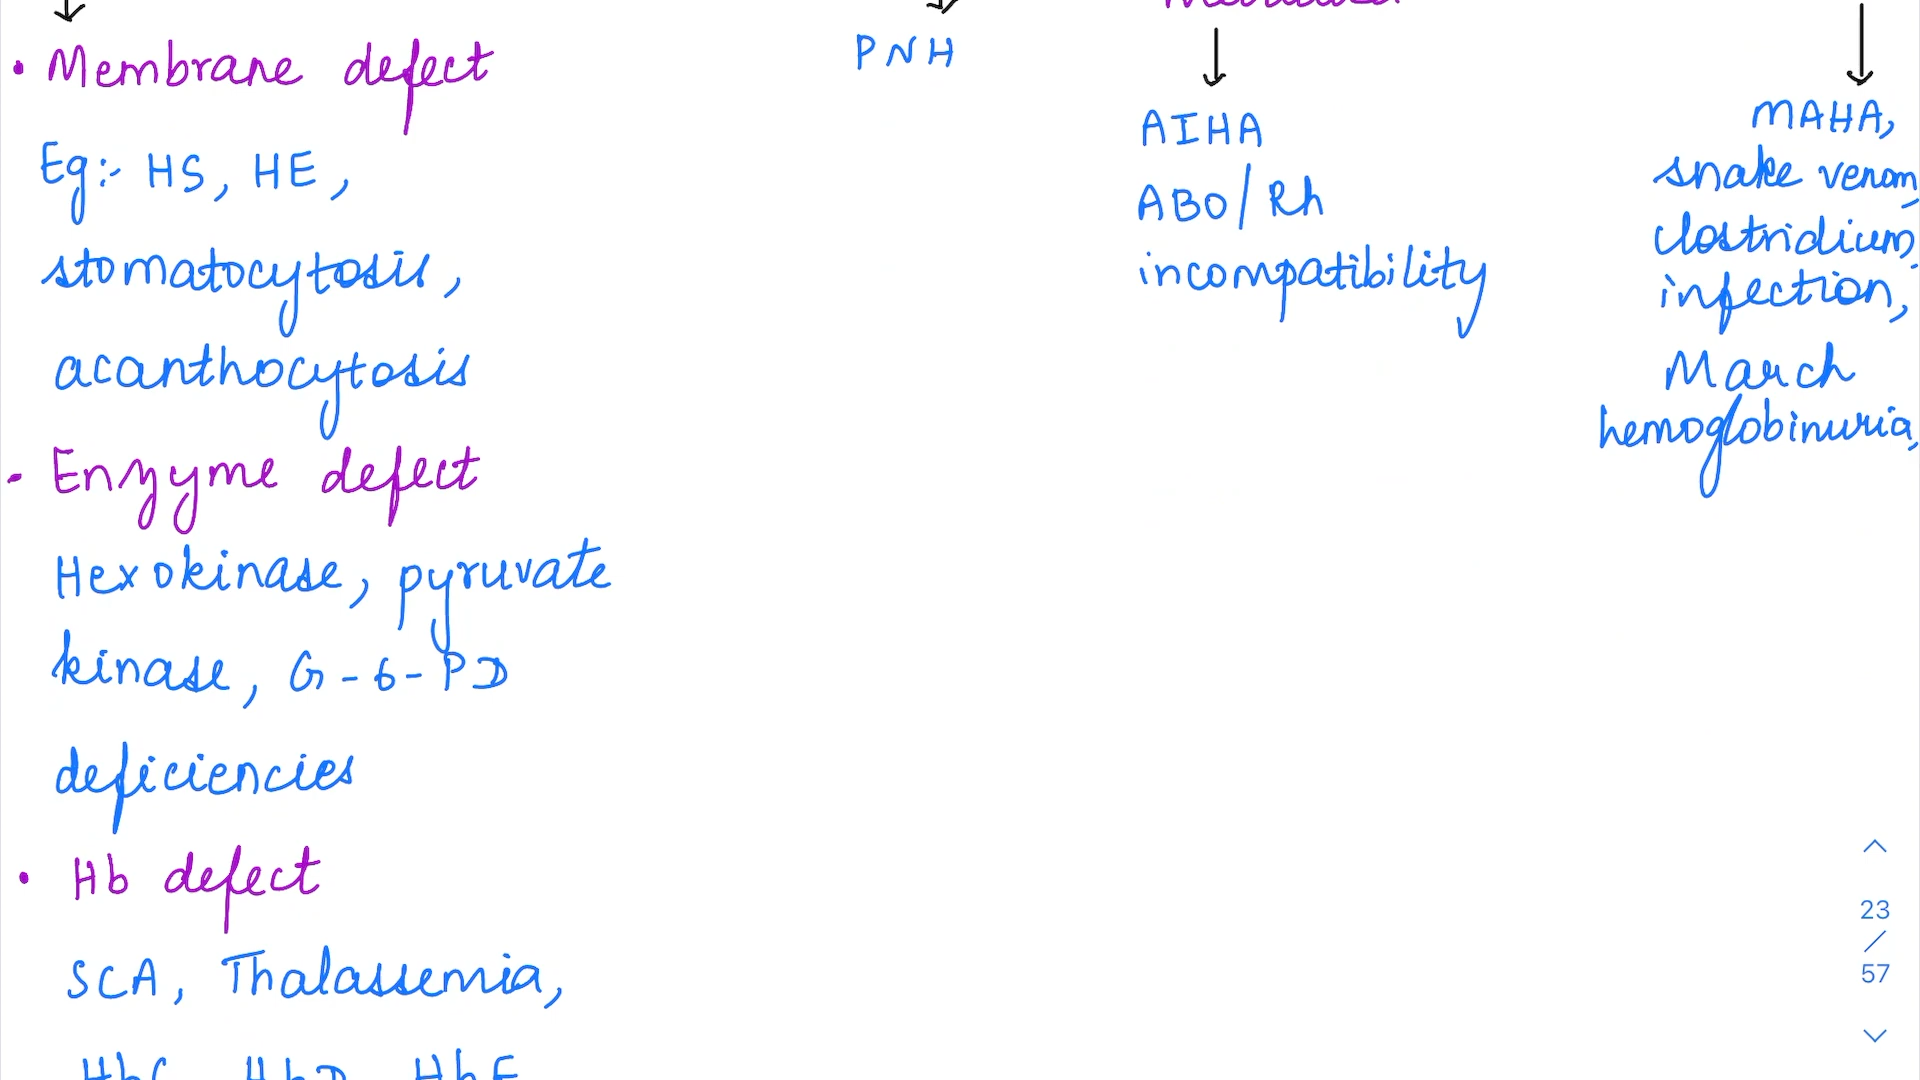 • Membrane defect
Eg:- HS, HE,
stomatocytosis,
acanthocytosis
- Enzyme defect
Hexokinase, pyruvate
kinase, G-6-PD
deficiencies
• Hb defect
SCA, Thalassemia,
PNH
AIHA
ABO/Rh
incompatibility
MAHA,
snake venom,
clostridium
infection,
March
hemoglobinuria,
23
/
57